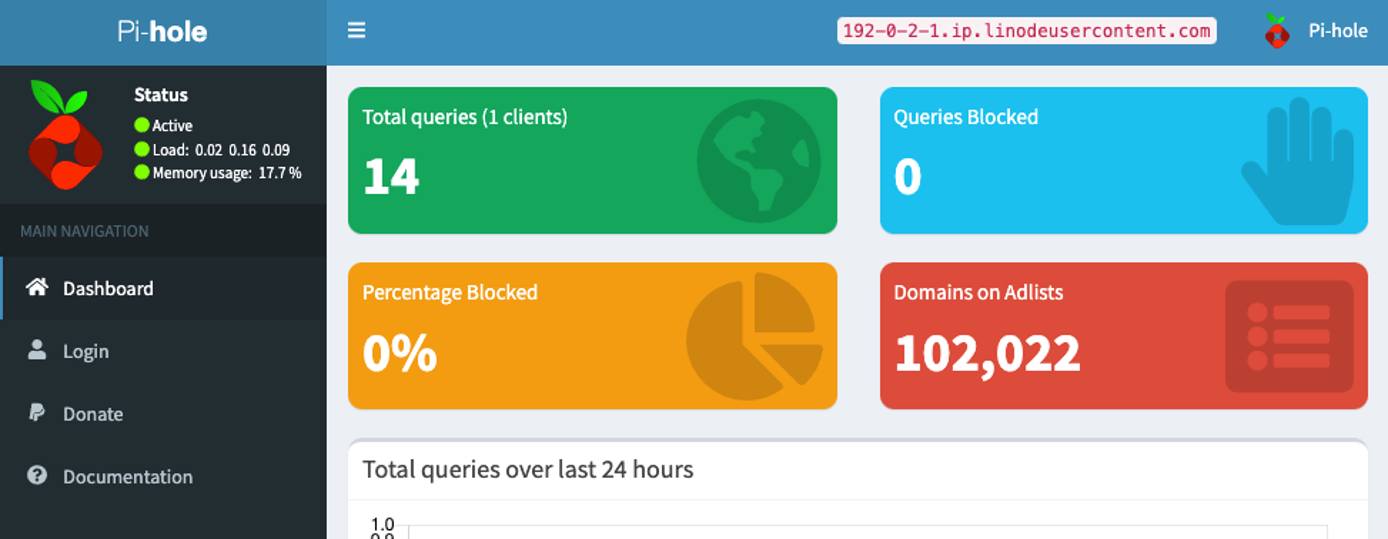 Pi-hole
192-0-2-1.ip.linodeusercontent.com
Pi-hole
Status
Active
Load: 0.02 0.16 0.09
Memory usage: 17.7 %
MAIN NAVIGATION
Dashboard
Login
Donate
Documentation
Total queries (1 clients)
14
Queries Blocked
0
Percentage Blocked
0%
Domains on Adlists
102,022
Total queries over last 24 hours
1.0